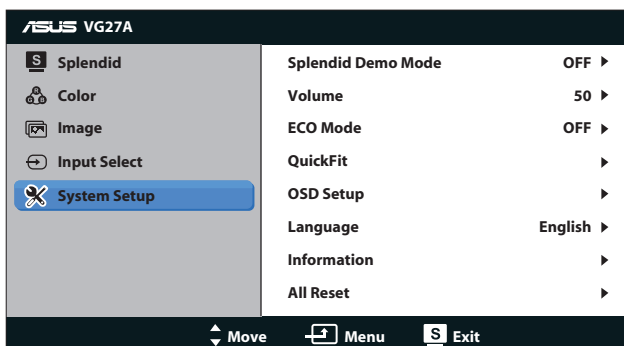 ASUS VG27A
S Splendid
Color
Image
Input Select
System Setup
Splendid Demo Mode OFF
Volume 50
ECO Mode OFF
QuickFit
OSD Setup
Language English
Information
All Reset
Move Menu S Exit